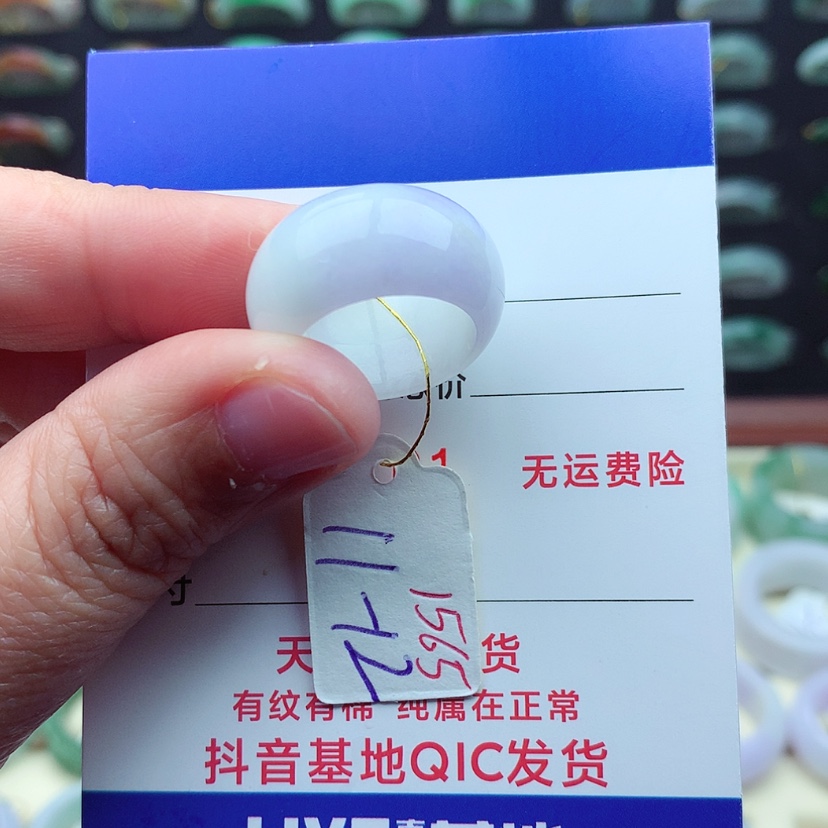 价
1
无运费险
寸
天 货
有纹有棉 纯属在正常
抖音基地QIC发货
11-12
1565